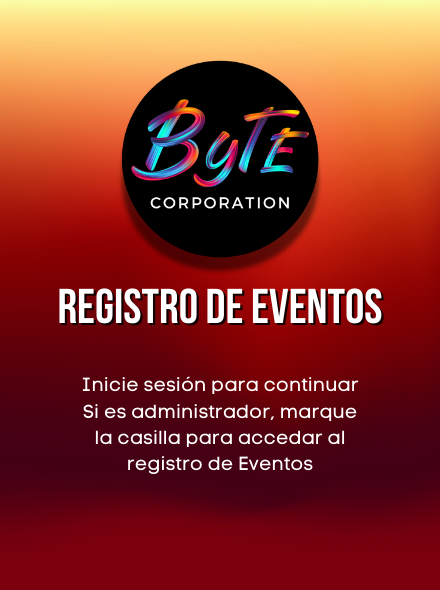 ByTE
CORPORATION
REGISTRO DE EVENTOS
Inicie sesión para continuar
Si es administrador, marque
la casilla para accedar al
registro de Eventos